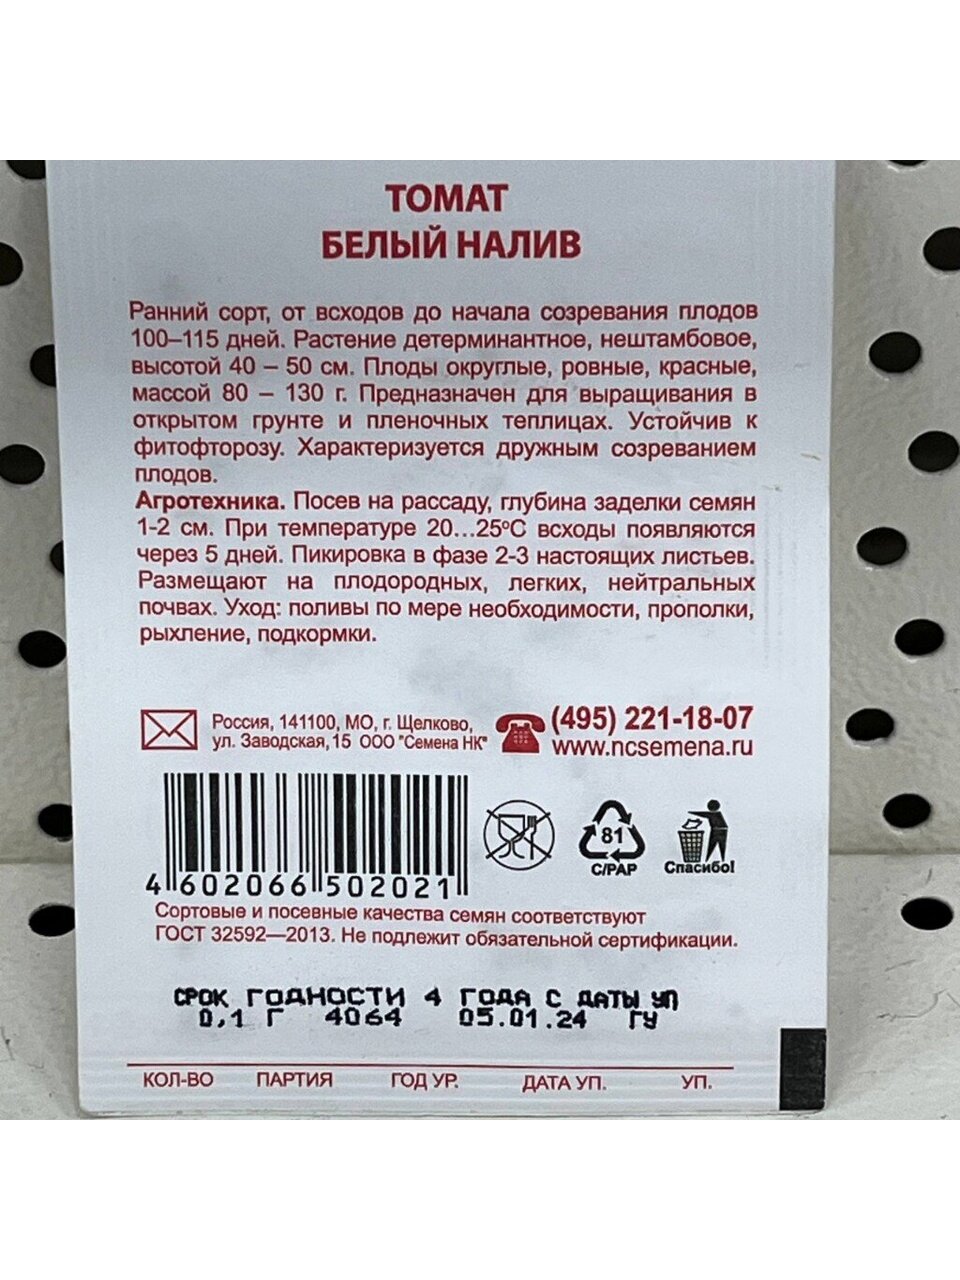 ТОМАТ
БЕЛЫЙ НАЛИВ
Ранний сорт, от всходов до начала созревания плодов
100–115 дней. Растение детерминантное, нештамбовое,
высотой 40 – 50 см. Плоды округлые, ровные, красные,
массой 80 – 130 г. Предназначен для выращивания в
открытом грунте и пленочных теплицах. Устойчив к
фитофторозу. Характеризуется дружным созреванием
плодов.
Агротехника. Посев на рассаду, глубина заделки семян
1-2 см. При температуре 20...25ºС всходы появляются
через 5 дней. Пикировка в фазе 2-3 настоящих листьев.
Размещают на плодородных, легких, нейтральных
почвах. Уход: поливы по мере необходимости, прополки,
рыхление, подкормки.
Россия, 141100, МО, г. Щелково,
ул. Заводская,15 ООО "Семена НК"
(495) 221-18-07
www.ncsemena.ru
81
C/PAP
Спасибо!
4 602066 502021
Сортовые и посевные качества семян соответствуют
ГОСТ 32592—2013. Не подлежит обязательной сертификации.
СРОК ГОДНОСТИ 4 ГОДА С ДАТЫ УП
0,1 Г 4064 05.01.24 ГУ
КОЛ-ВО ПАРТИЯ ГОД УР. ДАТА УП. УП.